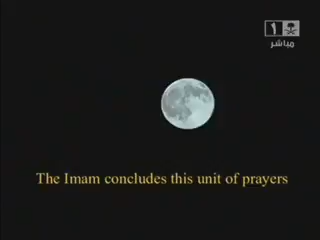 1
مباشر
The Imam concludes this unit of prayers